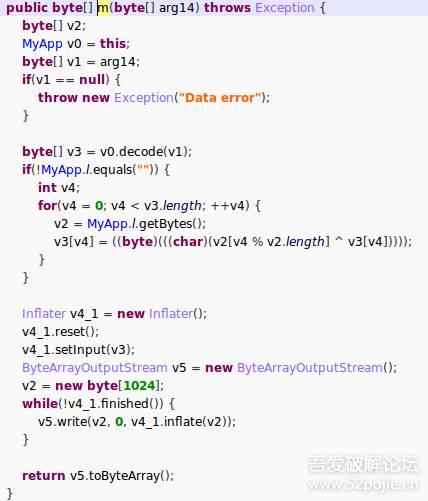 public byte[] m(byte[] arg14) throws Exception {
    byte[] v2;
    MyApp v0 = this;
    byte[] v1 = arg14;
    if(v1 == null) {
        throw new Exception("Data error");
    }

    byte[] v3 = v0.decode(v1);
    if(!MyApp.l.equals("")) {
        int v4;
        for(v4 = 0; v4 < v3.length; ++v4) {
            v2 = MyApp.l.getBytes();
            v3[v4] = ((byte)(((char)(v2[v4 % v2.length] ^ v3[v4]))));
        }
    }

    Inflater v4_1 = new Inflater();
    v4_1.reset();
    v4_1.setInput(v3);
    ByteArrayOutputStream v5 = new ByteArrayOutputStream();
    v2 = new byte[1024];
    while(!v4_1.finished()) {
        v5.write(v2, 0, v4_1.inflate(v2));
    }

    return v5.toByteArray();
}
吾爱破解论坛
www.52pojie.cn